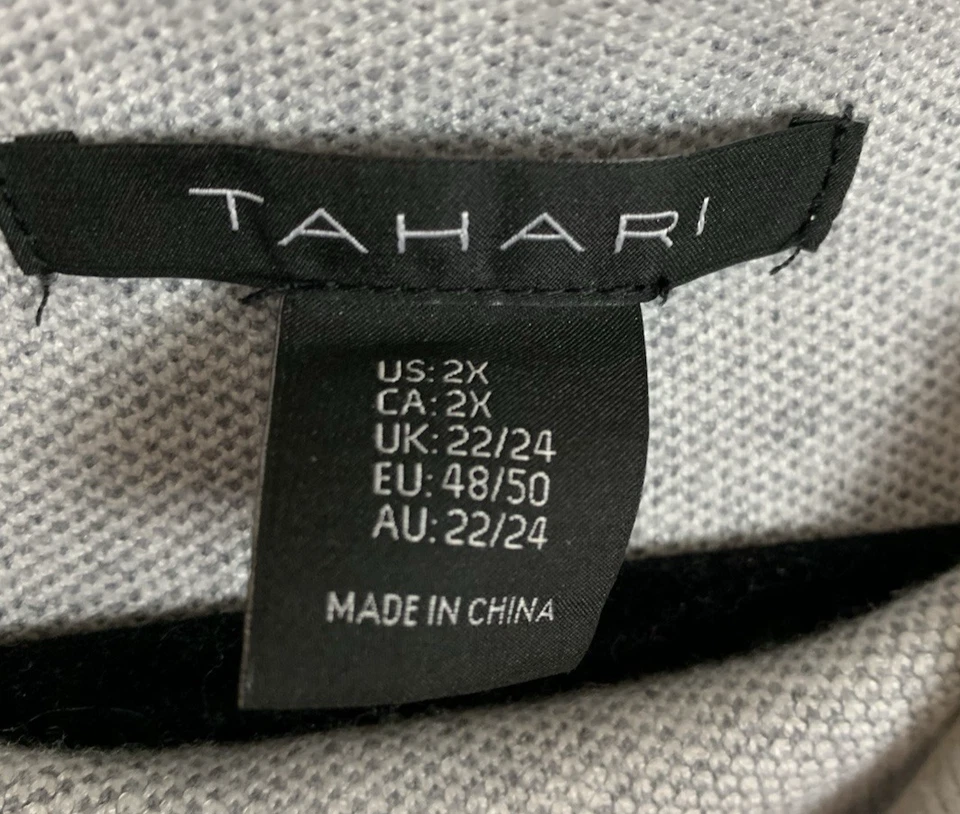 TAHARI
US: 2X
CA: 2X
UK: 22/24
EU: 48/50
AU: 22/24
MADE IN CHINA